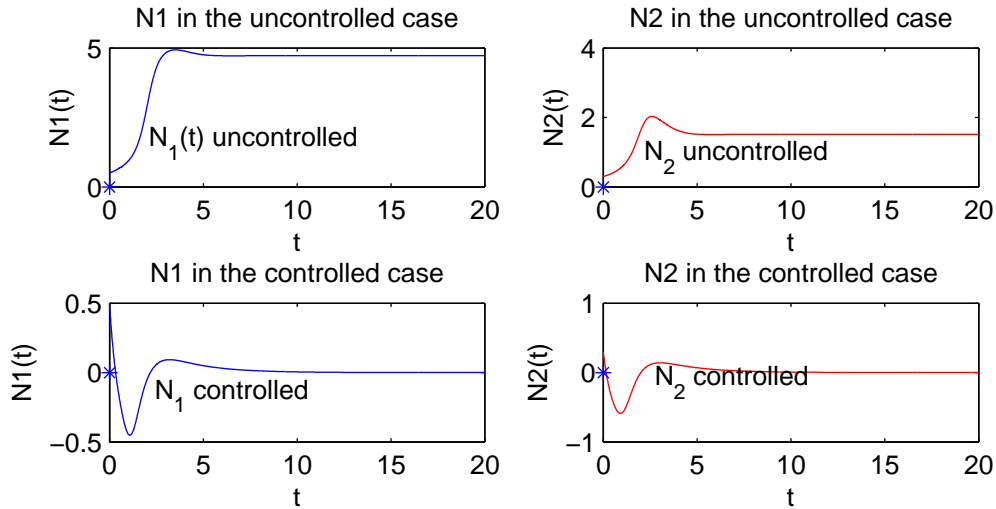 N1 in the uncontrolled case
N1(t)
5
0
N₁(t) uncontrolled
0 5 10 15 20
t
N2 in the uncontrolled case
N2(t)
4
2
0
N₂ uncontrolled
0 5 10 15 20
t
N1 in the controlled case
N1(t)
0.5
0
−0.5
N₁ controlled
0 5 10 15 20
t
N2 in the controlled case
N2(t)
1
0
−1
N₂ controlled
0 5 10 15 20
t